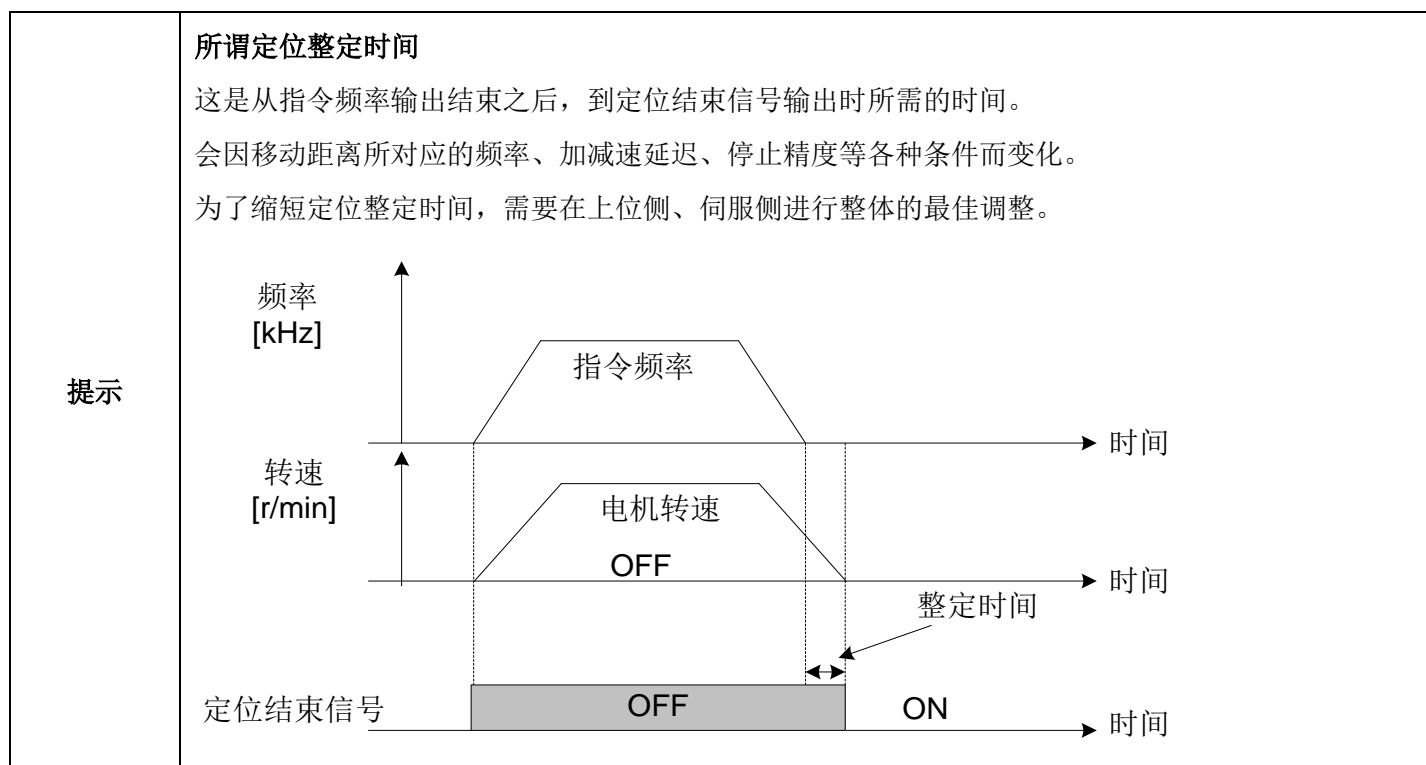 提示
所谓定位整定时间
这是从指令频率输出结束之后，到定位结束信号输出时所需的时间。
会因移动距离所对应的频率、加减速延迟、停止精度等各种条件而变化。
为了缩短定位整定时间，需要在上位侧、伺服侧进行整体的最佳调整。
频率
[kHz]
指令频率
时间
转速
[r/min]
电机转速
OFF
时间
整定时间
定位结束信号
OFF
ON
时间